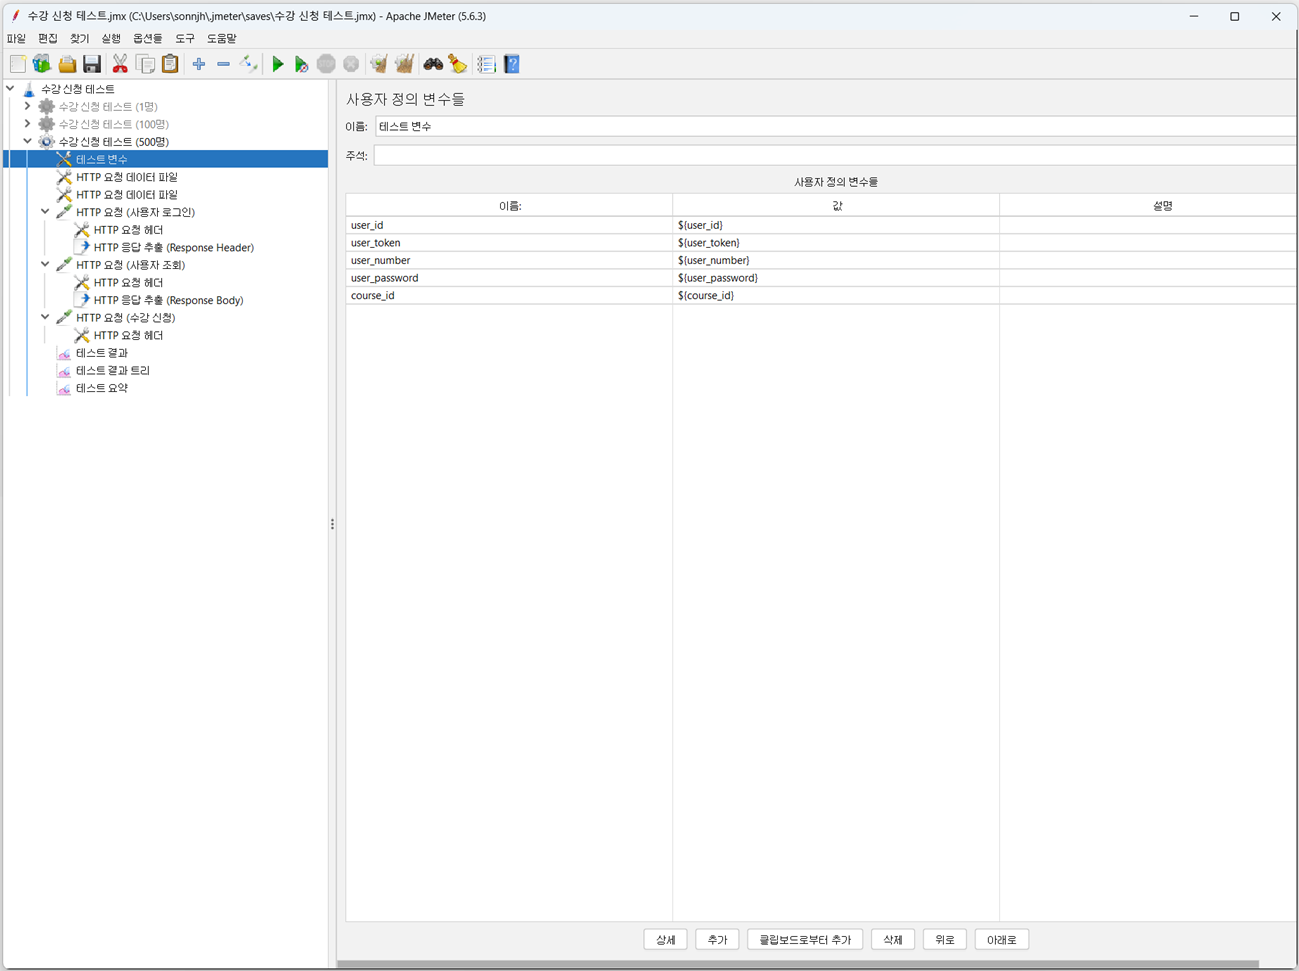 수강 신청 테스트.jmx (C:\Users\sonnjh\.jmeter\saves\수강 신청 테스트.jmx) - Apache JMeter (5.6.3)
파일 편집 찾기 실행 옵션들 도구 도움말
수강 신청 테스트
수강 신청 테스트 (1명)
수강 신청 테스트 (100명)
수강 신청 테스트 (500명)
테스트 변수
HTTP 요청 데이터 파일
HTTP 요청 데이터 파일
HTTP 요청 (사용자 로그인)
HTTP 요청 헤더
HTTP 응답 추출 (Response Header)
HTTP 요청 (사용자 조회)
HTTP 요청 헤더
HTTP 응답 추출 (Response Body)
HTTP 요청 (수강 신청)
HTTP 요청 헤더
테스트 결과
테스트 결과 트리
테스트 요약
사용자 정의 변수들
이름: 테스트 변수
주석:
사용자 정의 변수들
이름: 값 설명
user_id ${user_id}
user_token ${user_token}
user_number ${user_number}
user_password ${user_password}
course_id ${course_id}
상세 추가 클립보드로부터 추가 삭제 위로 아래로